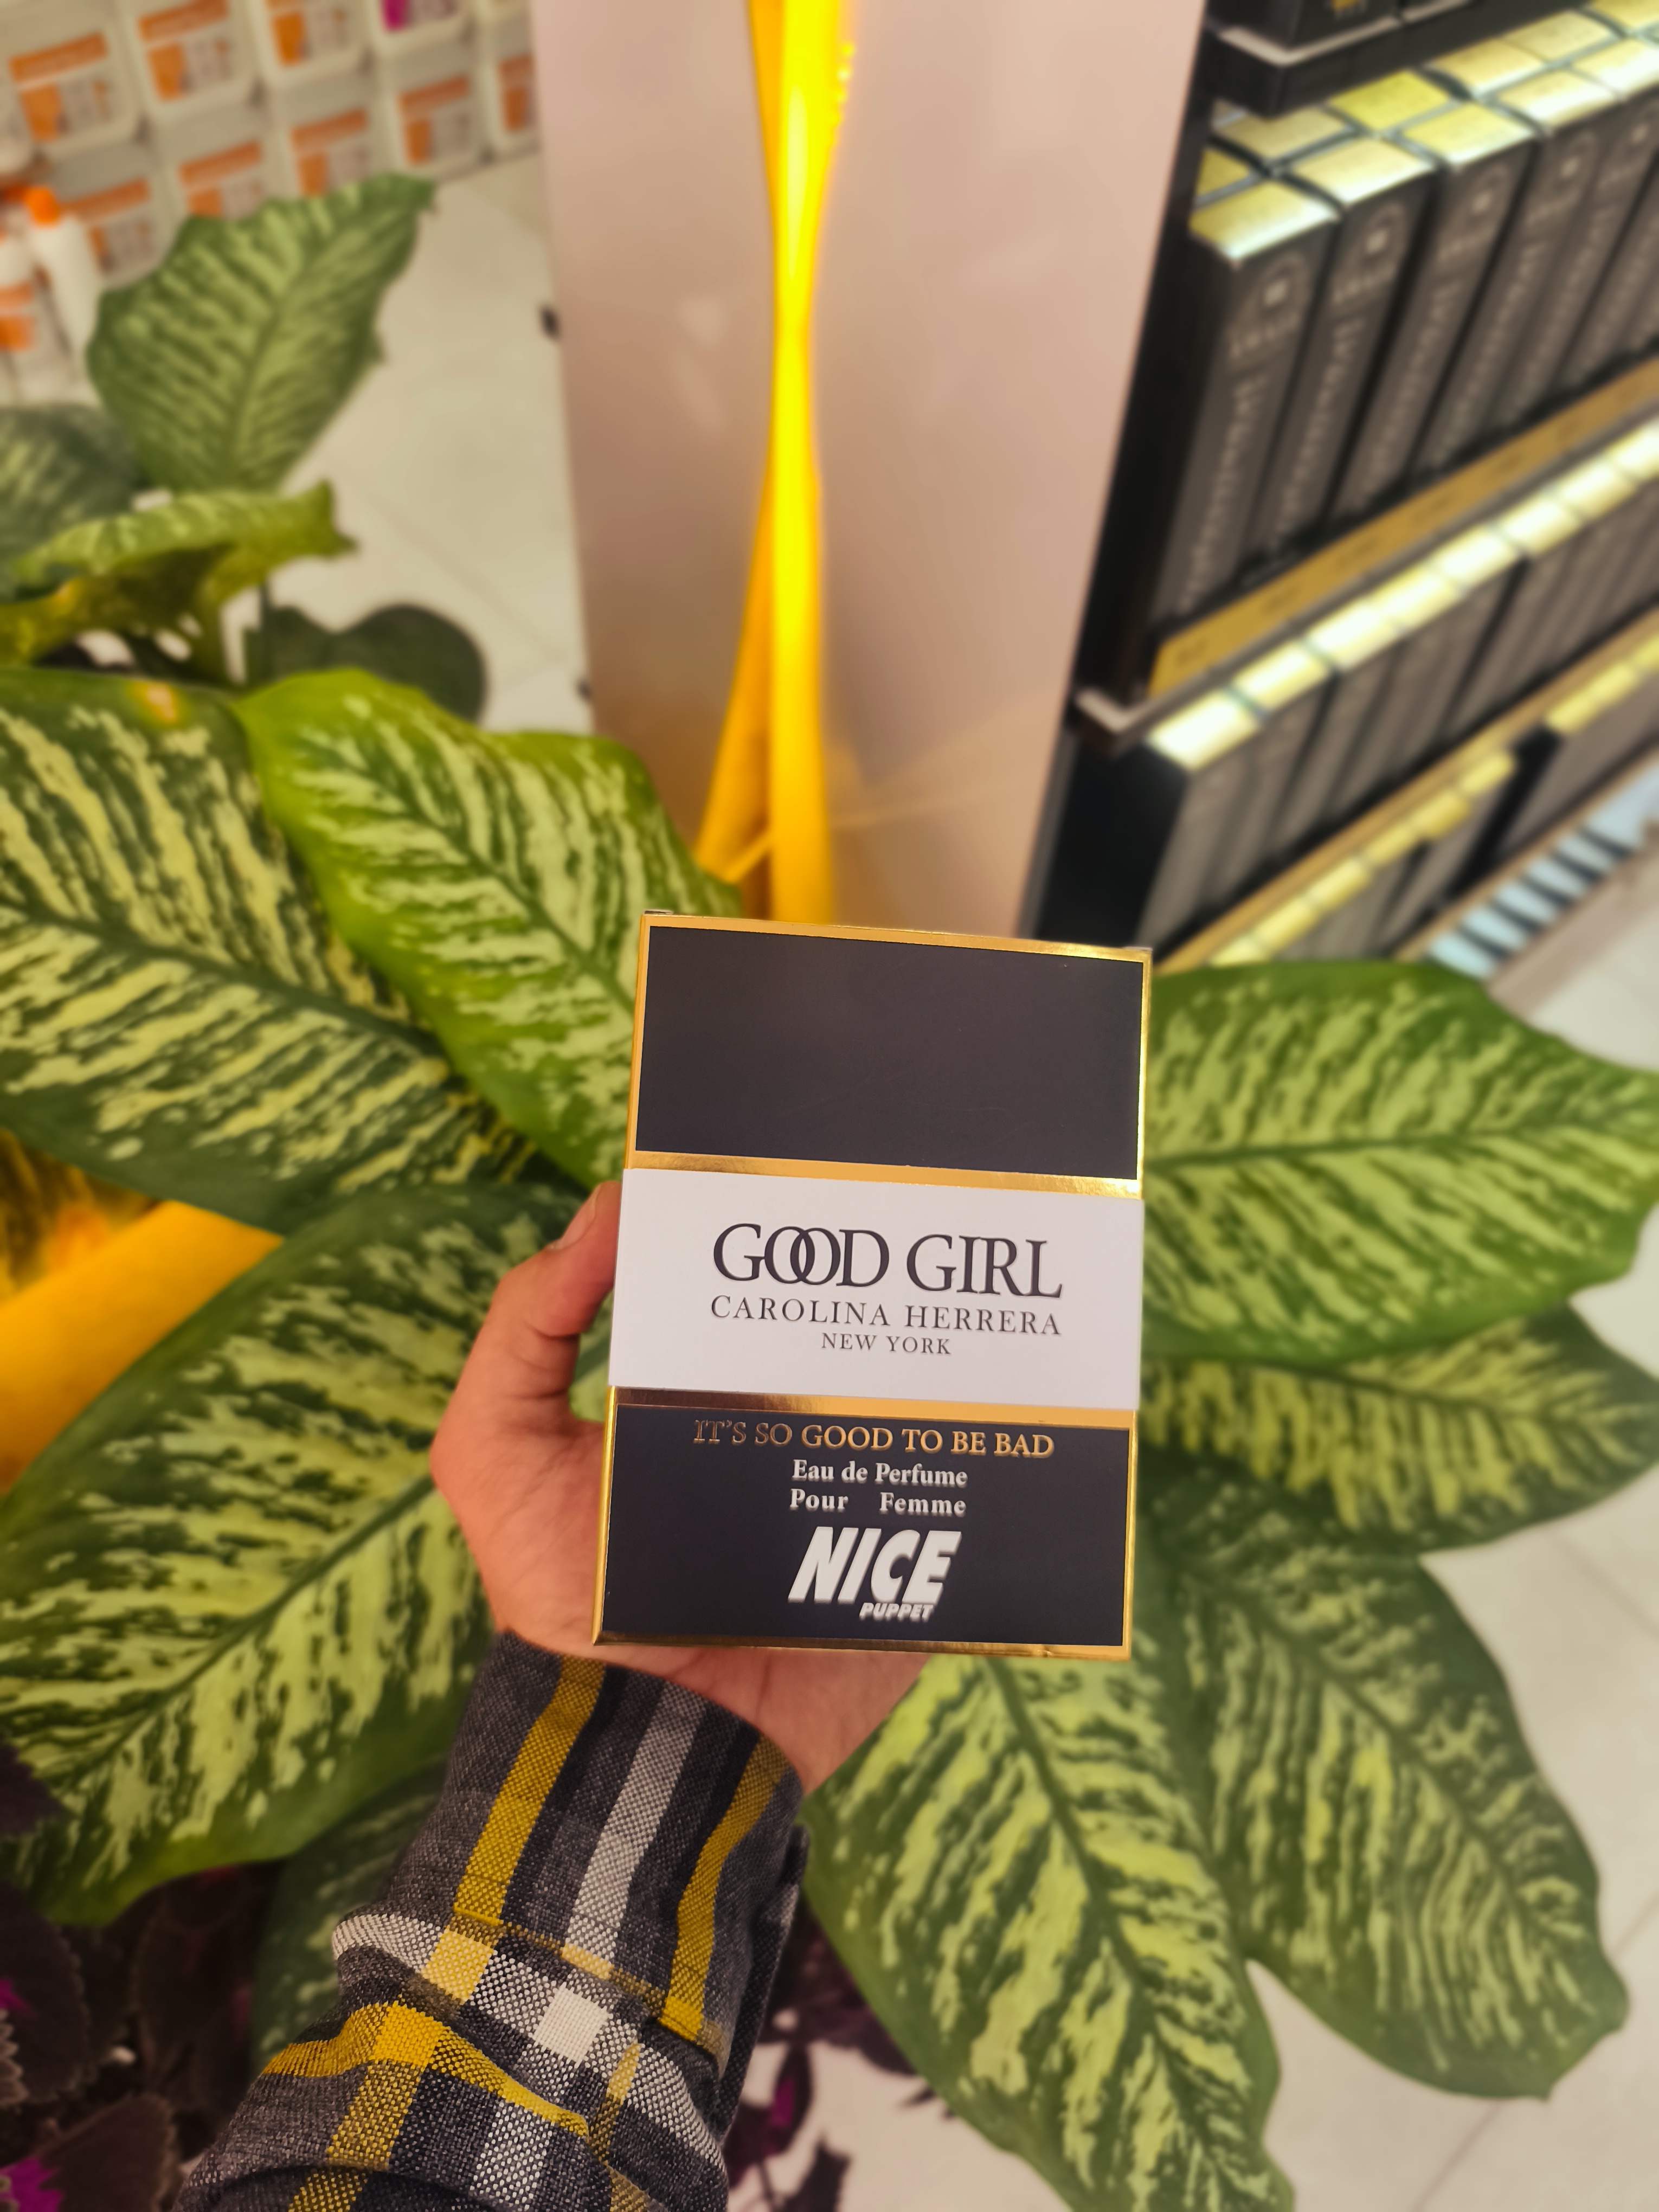 GOOD GIRL
CAROLINA HERRERA
NEW YORK
IT'S SO GOOD TO BE BAD
Eau de Perfume
Pour Femme
NICE
PUPPET